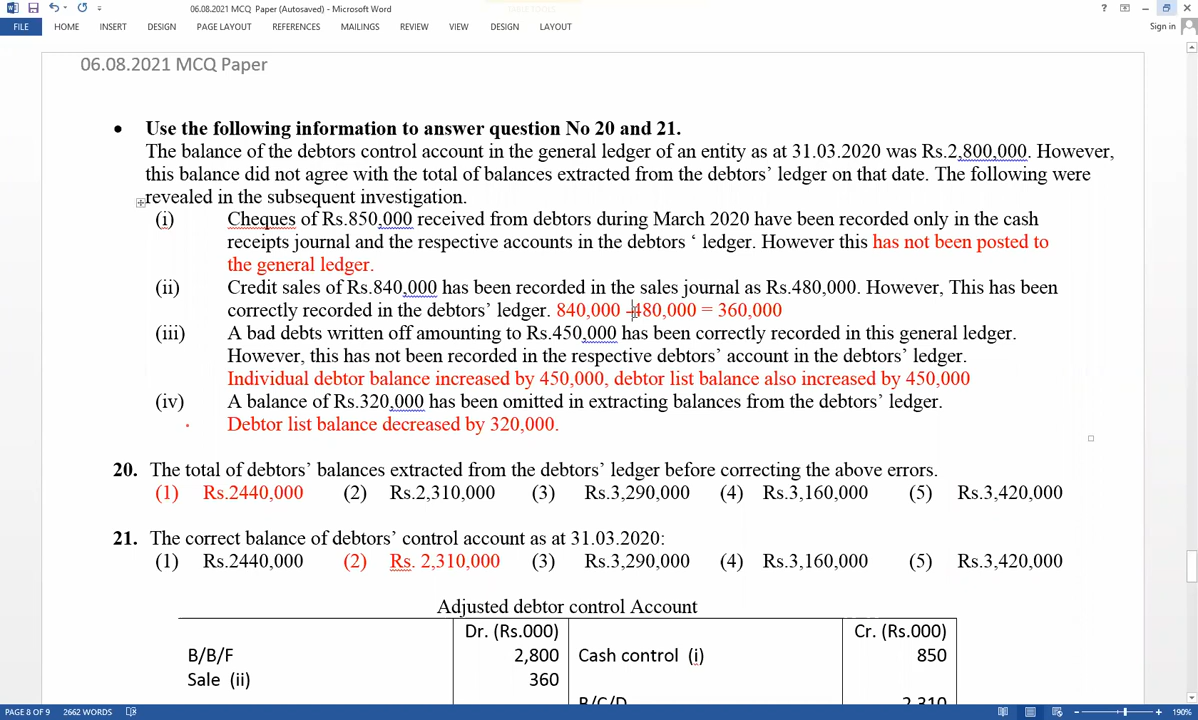 06.08.2021 MCQ Paper (Autosaved) - Microsoft Word
?
Sign in
FILE HOME INSERT DESIGN PAGE LAYOUT REFERENCES MAILINGS REVIEW VIEW DESIGN LAYOUT
06.08.2021 MCQ Paper
• Use the following information to answer question No 20 and 21.
The balance of the debtors control account in the general ledger of an entity as at 31.03.2020 was Rs.2,800,000. However,
this balance did not agree with the total of balances extracted from the debtors’ ledger on that date. The following were
revealed in the subsequent investigation.
(i) Cheques of Rs.850,000 received from debtors during March 2020 have been recorded only in the cash
receipts journal and the respective accounts in the debtors ‘ ledger. However this has not been posted to
the general ledger.
(ii) Credit sales of Rs.840,000 has been recorded in the sales journal as Rs.480,000. However, This has been
correctly recorded in the debtors’ ledger. 840,000 -480,000 = 360,000
(iii) A bad debts written off amounting to Rs.450,000 has been correctly recorded in this general ledger.
However, this has not been recorded in the respective debtors’ account in the debtors’ ledger.
Individual debtor balance increased by 450,000, debtor list balance also increased by 450,000
(iv) A balance of Rs.320,000 has been omitted in extracting balances from the debtors’ ledger.
Debtor list balance decreased by 320,000.
20. The total of debtors’ balances extracted from the debtors’ ledger before correcting the above errors.
(1) Rs.2440,000 (2) Rs.2,310,000 (3) Rs.3,290,000 (4) Rs.3,160,000 (5) Rs.3,420,000
21. The correct balance of debtors’ control account as at 31.03.2020:
(1) Rs.2440,000 (2) Rs. 2,310,000 (3) Rs.3,290,000 (4) Rs.3,160,000 (5) Rs.3,420,000
Adjusted debtor control Account
Dr. (Rs.000) Cr. (Rs.000)
B/B/F 2,800 Cash control (i) 850
Sale (ii) 360
B/C/D 2,310
PAGE 8 OF 9 2662 WORDS 190%